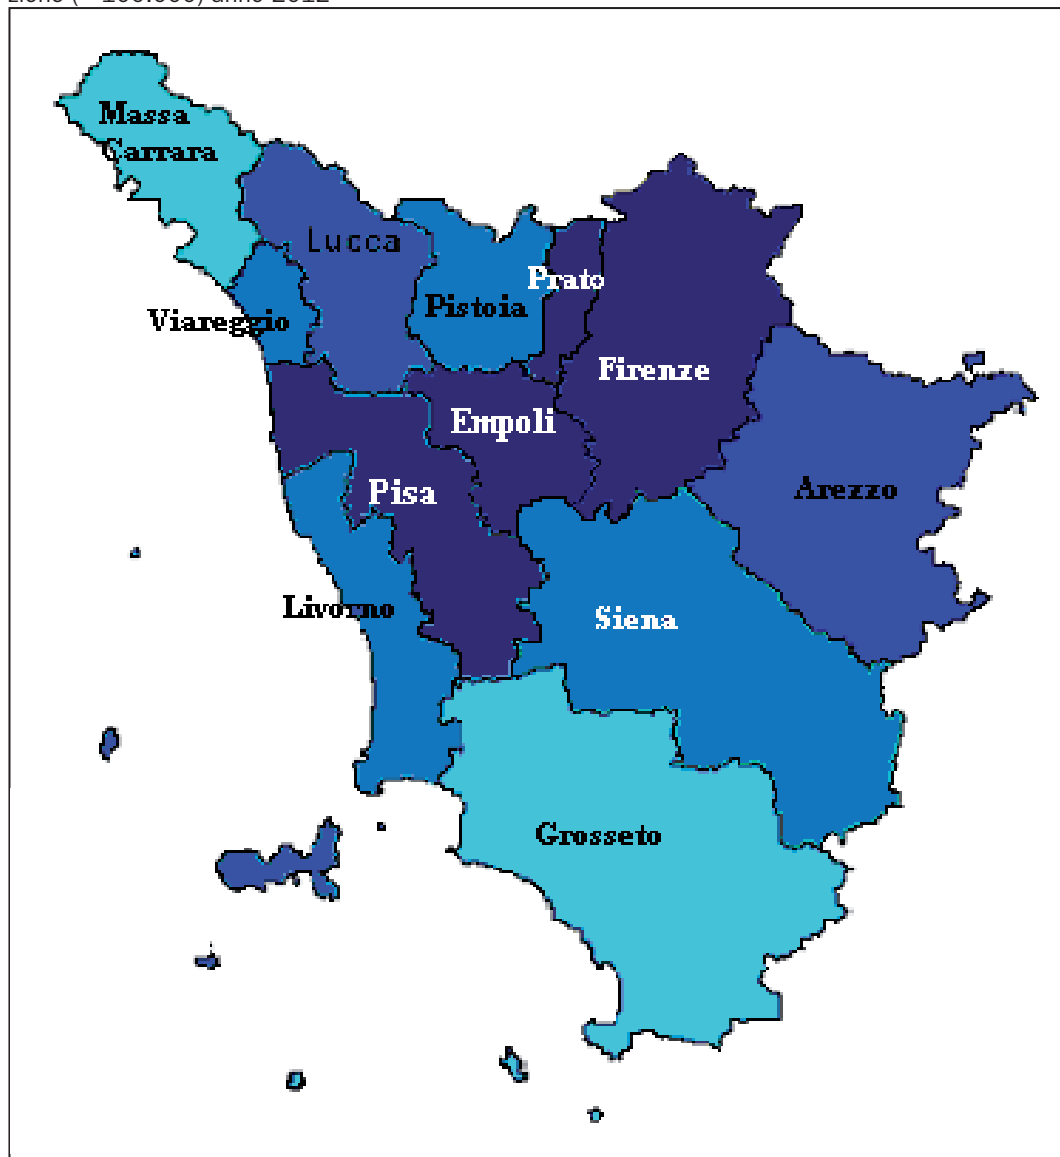 Massa
Carrara
Lucca
Prato
Viareggio
Pistoia
Firenze
Empoli
Pisa
Arezzo
Livorno
Siena
Grosseto